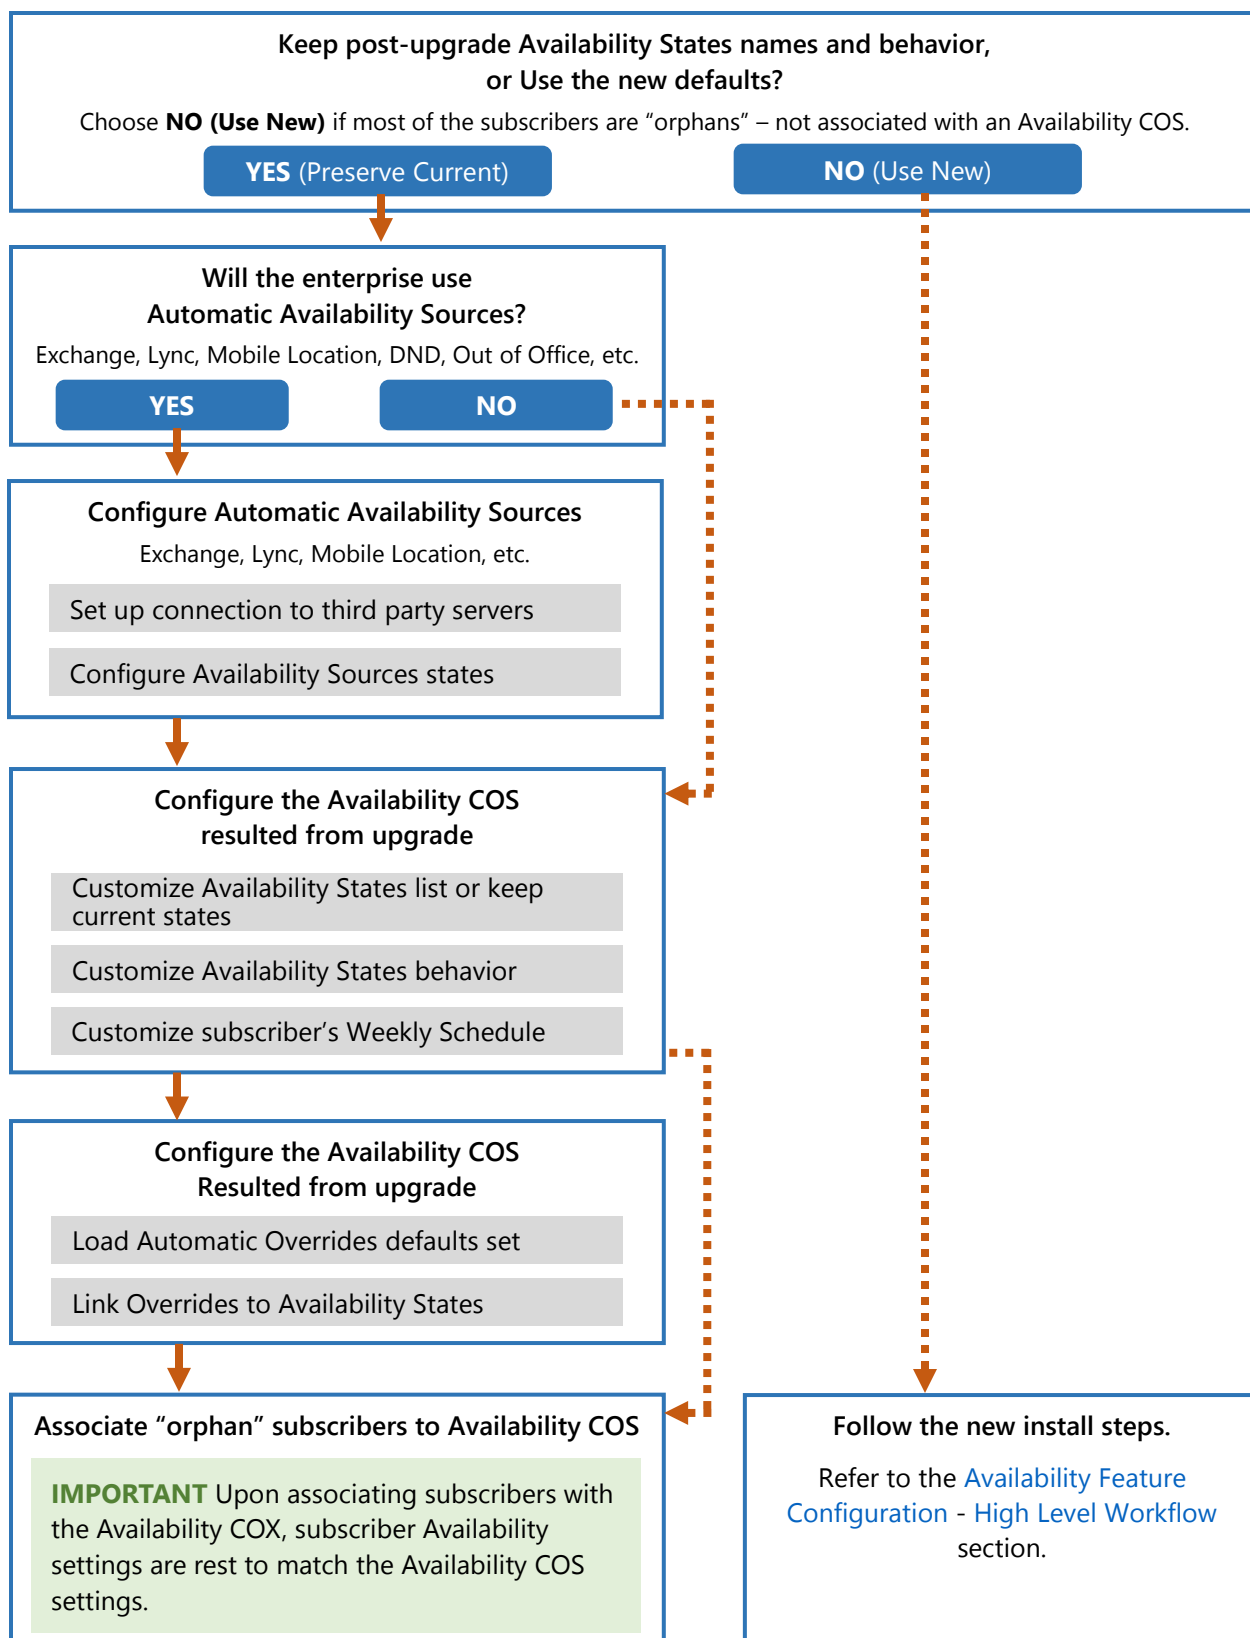 Keep post-upgrade Availability States names and behavior,
or Use the new defaults?
Choose NO (Use New) if most of the subscribers are “orphans” – not associated with an Availability COS.
YES (Preserve Current)
NO (Use New)
Will the enterprise use
Automatic Availability Sources?
Exchange, Lync, Mobile Location, DND, Out of Office, etc.
YES
NO
Configure Automatic Availability Sources
Exchange, Lync, Mobile Location, etc.
Set up connection to third party servers
Configure Availability Sources states
Configure the Availability COS
resulted from upgrade
Customize Availability States list or keep
current states
Customize Availability States behavior
Customize subscriber’s Weekly Schedule
Configure the Availability COS
Resulted from upgrade
Load Automatic Overrides defaults set
Link Overrides to Availability States
Associate “orphan” subscribers to Availability COS
IMPORTANT Upon associating subscribers with
the Availability COX, subscriber Availability
settings are rest to match the Availability COS
settings.
Follow the new install steps.
Refer to the Availability Feature
Configuration - High Level Workflow
section.